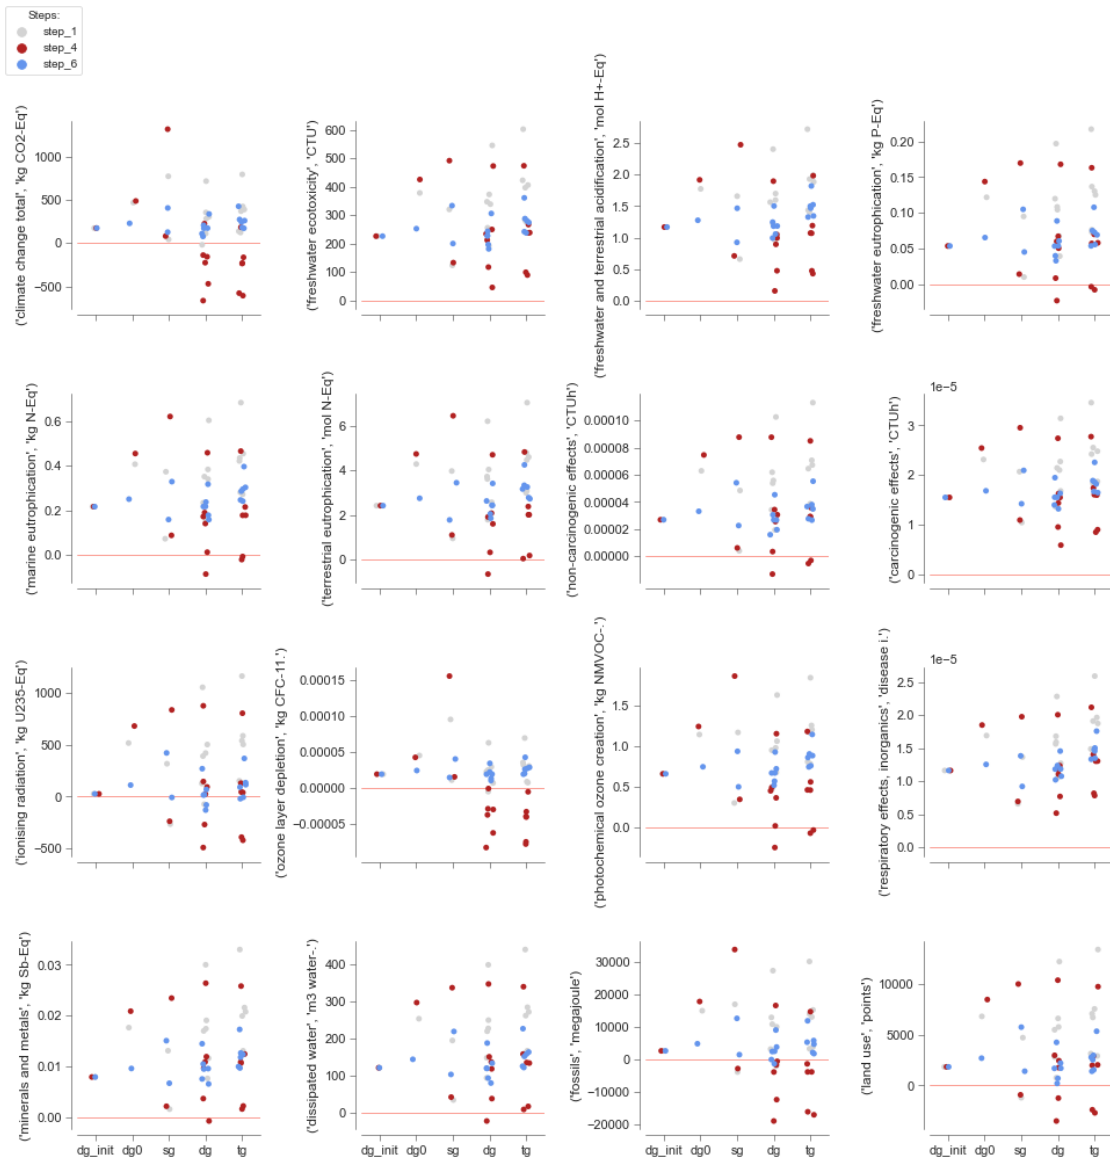 Steps:
step_1
step_4
step_6
('climate change total', 'kg CO2-Eq')
1000
500
0
−500
('freshwater ecotoxicity', 'CTU')
600
500
400
300
200
100
0
('freshwater and terrestrial acidification', 'mol H+-Eq')
2.5
2.0
1.5
1.0
0.5
0.0
('freshwater eutrophication', 'kg P-Eq')
0.20
0.15
0.10
0.05
0.00
('marine eutrophication', 'kg N-Eq')
0.6
0.4
0.2
0.0
('terrestrial eutrophication', 'mol N-Eq')
6
4
2
0
('non-carcinogenic effects', 'CTUh')
0.00010
0.00008
0.00006
0.00004
0.00002
0.00000
('carcinogenic effects', 'CTUh')
1e−5
3
2
1
0
('ionising radiation', 'kg U235-Eq')
1000
500
0
−500
('ozone layer depletion', 'kg CFC-11.')
0.00015
0.00010
0.00005
0.00000
−0.00005
('photochemical ozone creation', 'kg NMVOC-.')
1.5
1.0
0.5
0.0
('respiratory effects, inorganics', 'disease i.')
1e−5
2.5
2.0
1.5
1.0
0.5
0.0
('minerals and metals', 'kg Sb-Eq')
0.03
0.02
0.01
0.00
dg_init dg0 sg dg tg
('dissipated water', 'm3 water-.')
400
300
200
100
0
dg_init dg0 sg dg tg
('fossils', 'megajoule')
30000
20000
10000
0
−10000
−20000
dg_init dg0 sg dg tg
('land use', 'points')
10000
5000
0
dg_init dg0 sg dg tg